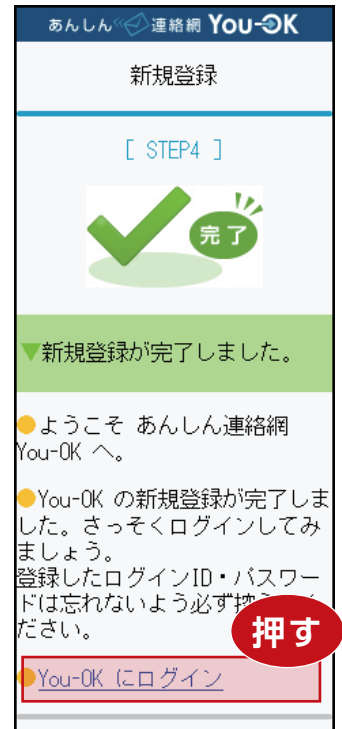 あんしん連絡網 You-OK
新規登録
[ STEP4 ]
完了
▼新規登録が完了しました。
●ようこそ あんしん連絡網
You-OK へ。
●You-OK の新規登録が完了しま
した。さっそくログインしてみ
ましょう。
登録したログインID・パスワー
ドは忘れないよう必ず控
ださい。
押す
●You-OK にログイン